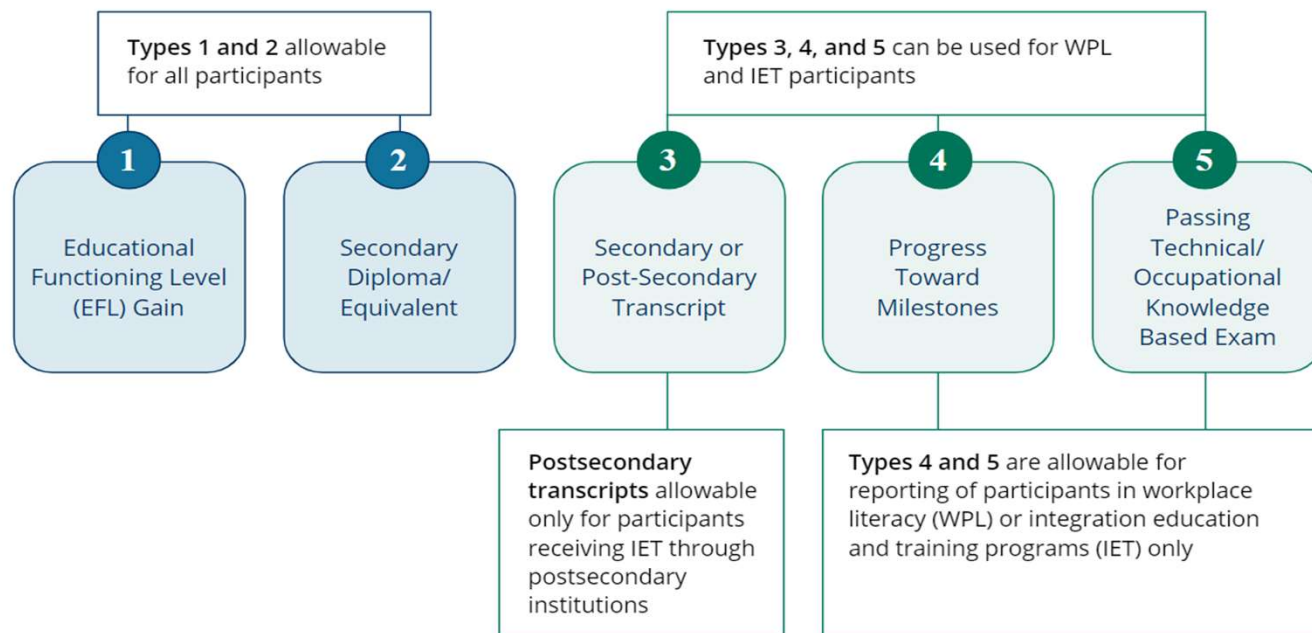 Types 1 and 2 allowable
for all participants
Types 3, 4, and 5 can be used for WPL
and IET participants
1
2
3
4
5
Educational
Functioning Level
(EFL) Gain
Secondary
Diploma/
Equivalent
Secondary or
Post-Secondary
Transcript
Progress
Toward
Milestones
Passing
Technical/
Occupational
Knowledge
Based Exam
Postsecondary
transcripts allowable
only for participants
receiving IET through
postsecondary
institutions
Types 4 and 5 are allowable for
reporting of participants in workplace
literacy (WPL) or integration education
and training programs (IET) only